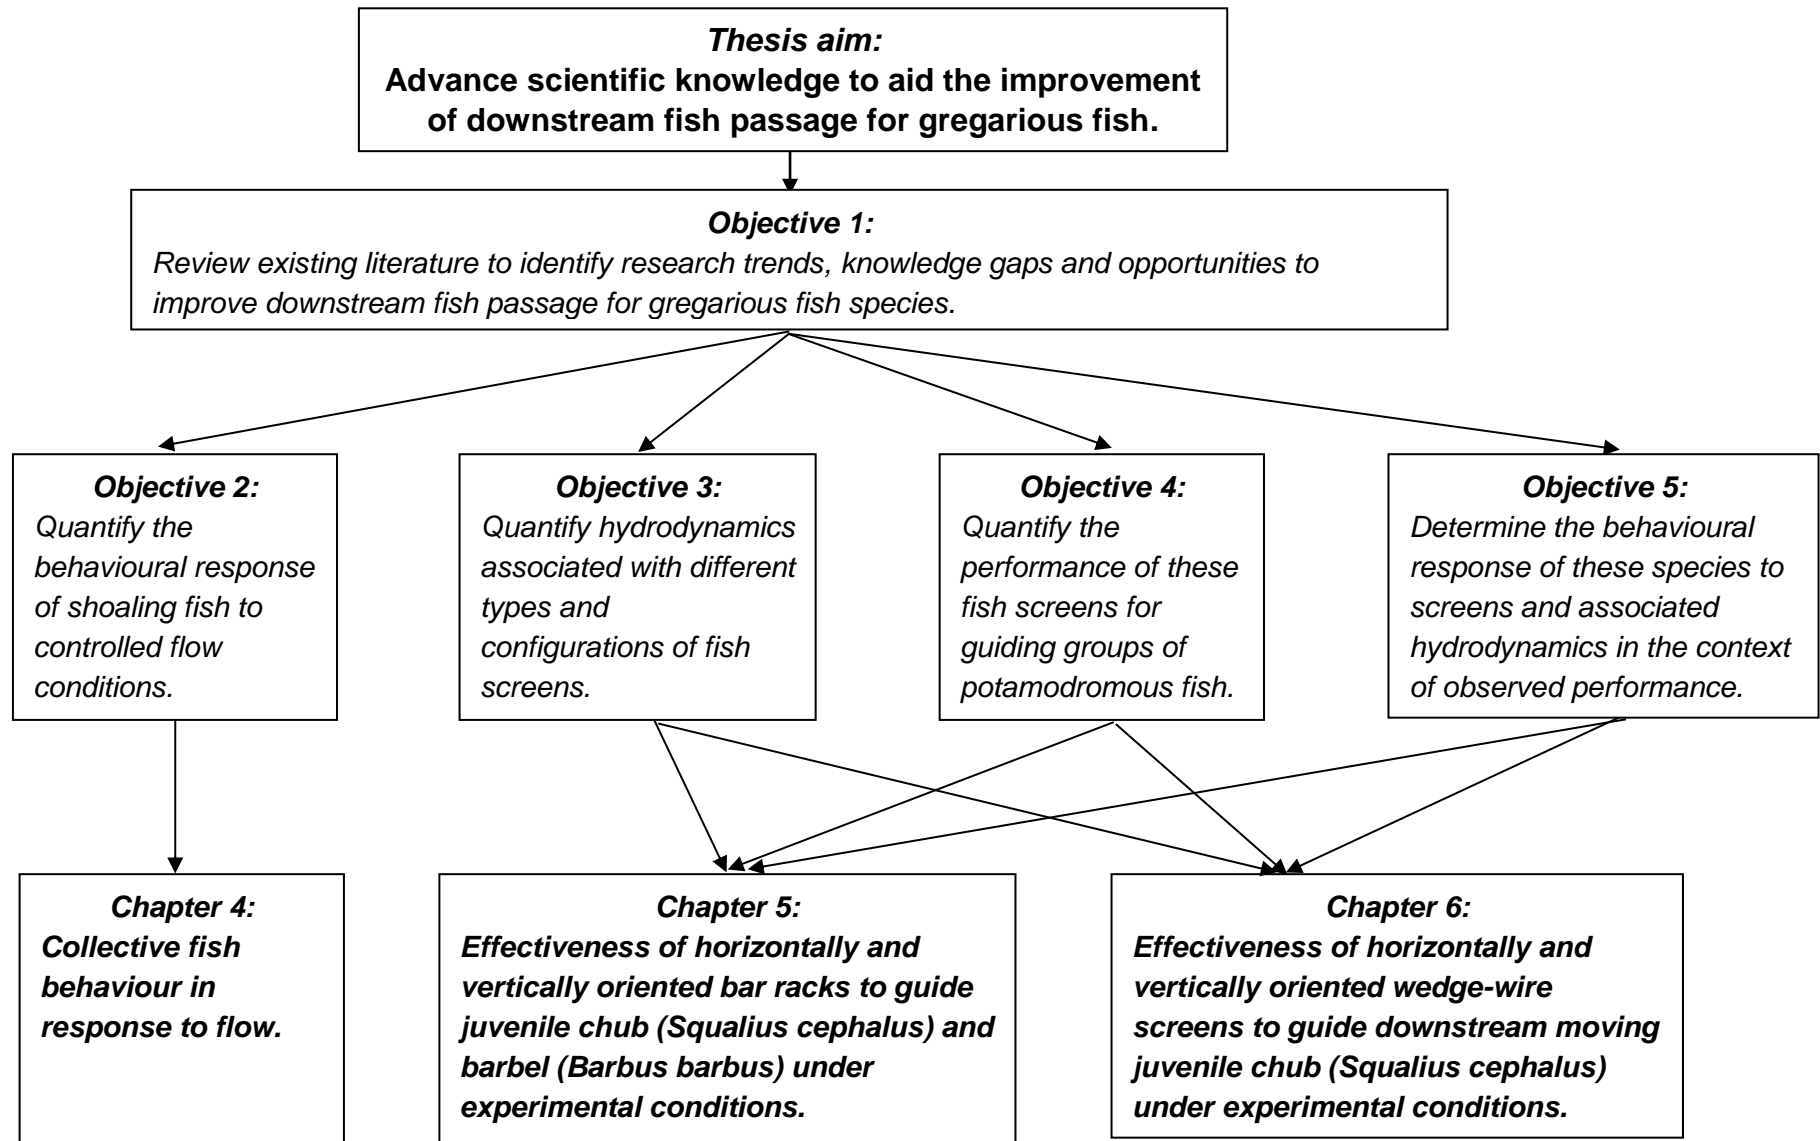 Thesis aim:
Advance scientific knowledge to aid the improvement
of downstream fish passage for gregarious fish.
Objective 1:
Review existing literature to identify research trends, knowledge gaps and opportunities to
improve downstream fish passage for gregarious fish species.
Objective 2:
Quantify the
behavioural response
of shoaling fish to
controlled flow
conditions.
Objective 3:
Quantify hydrodynamics
associated with different
types and
configurations of fish
screens.
Objective 4:
Quantify the
performance of these
fish screens for
guiding groups of
potamodromous fish.
Objective 5:
Determine the behavioural
response of these species to
screens and associated
hydrodynamics in the context
of observed performance.
Chapter 4:
Collective fish
behaviour in
response to flow.
Chapter 5:
Effectiveness of horizontally and
vertically oriented bar racks to guide
juvenile chub (Squalius cephalus) and
barbel (Barbus barbus) under
experimental conditions.
Chapter 6:
Effectiveness of horizontally and
vertically oriented wedge-wire
screens to guide downstream moving
juvenile chub (Squalius cephalus)
under experimental conditions.